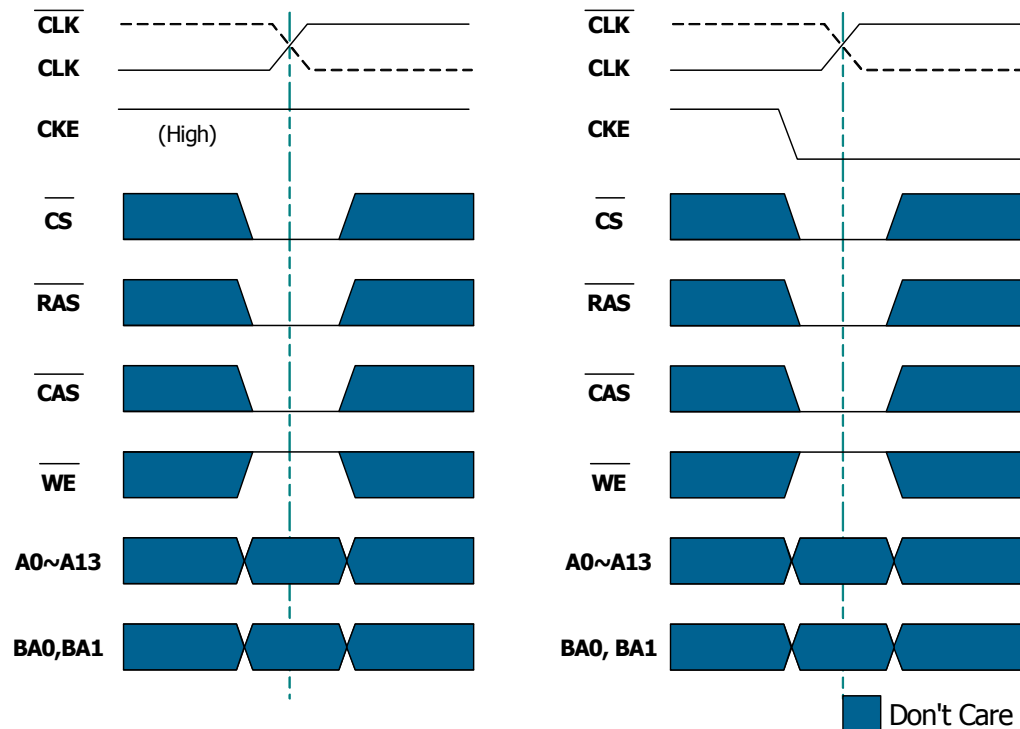 CLK CLK
CLK CLK
CKE (High) CKE
CS CS
RAS RAS
CAS CAS
WE WE
A0~A13 A0~A13
BA0,BA1 BA0, BA1
Don't Care